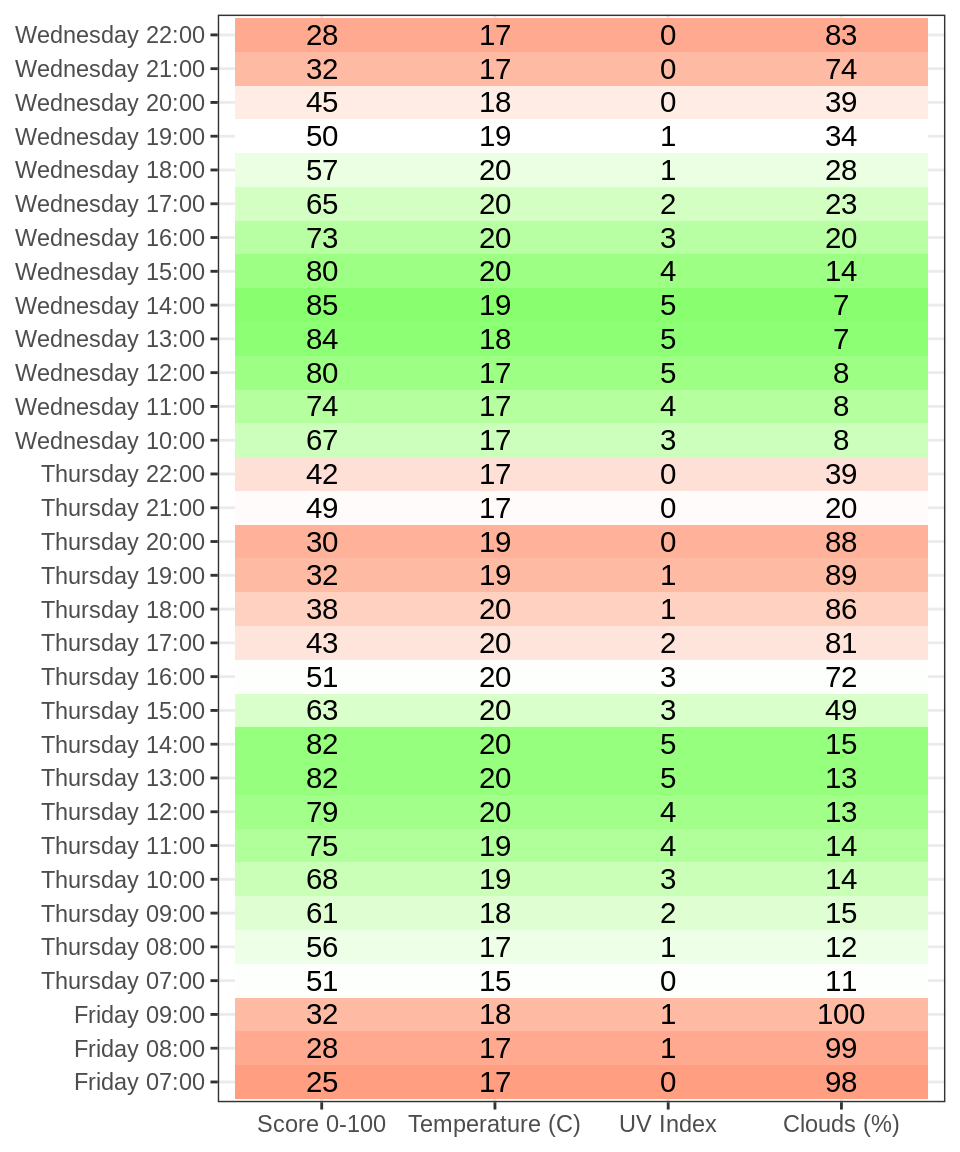 Wednesday 22:00 28 17 0 83
Wednesday 21:00 32 17 0 74
Wednesday 20:00 45 18 0 39
Wednesday 19:00 50 19 1 34
Wednesday 18:00 57 20 1 28
Wednesday 17:00 65 20 2 23
Wednesday 16:00 73 20 3 20
Wednesday 15:00 80 20 4 14
Wednesday 14:00 85 19 5 7
Wednesday 13:00 84 18 5 7
Wednesday 12:00 80 17 5 8
Wednesday 11:00 74 17 4 8
Wednesday 10:00 67 17 3 8
Thursday 22:00 42 17 0 39
Thursday 21:00 49 17 0 20
Thursday 20:00 30 19 0 88
Thursday 19:00 32 19 1 89
Thursday 18:00 38 20 1 86
Thursday 17:00 43 20 2 81
Thursday 16:00 51 20 3 72
Thursday 15:00 63 20 3 49
Thursday 14:00 82 20 5 15
Thursday 13:00 82 20 5 13
Thursday 12:00 79 20 4 13
Thursday 11:00 75 19 4 14
Thursday 10:00 68 19 3 14
Thursday 09:00 61 18 2 15
Thursday 08:00 56 17 1 12
Thursday 07:00 51 15 0 11
Friday 09:00 32 18 1 100
Friday 08:00 28 17 1 99
Friday 07:00 25 17 0 98
Score 0-100 Temperature (C) UV Index Clouds (%)